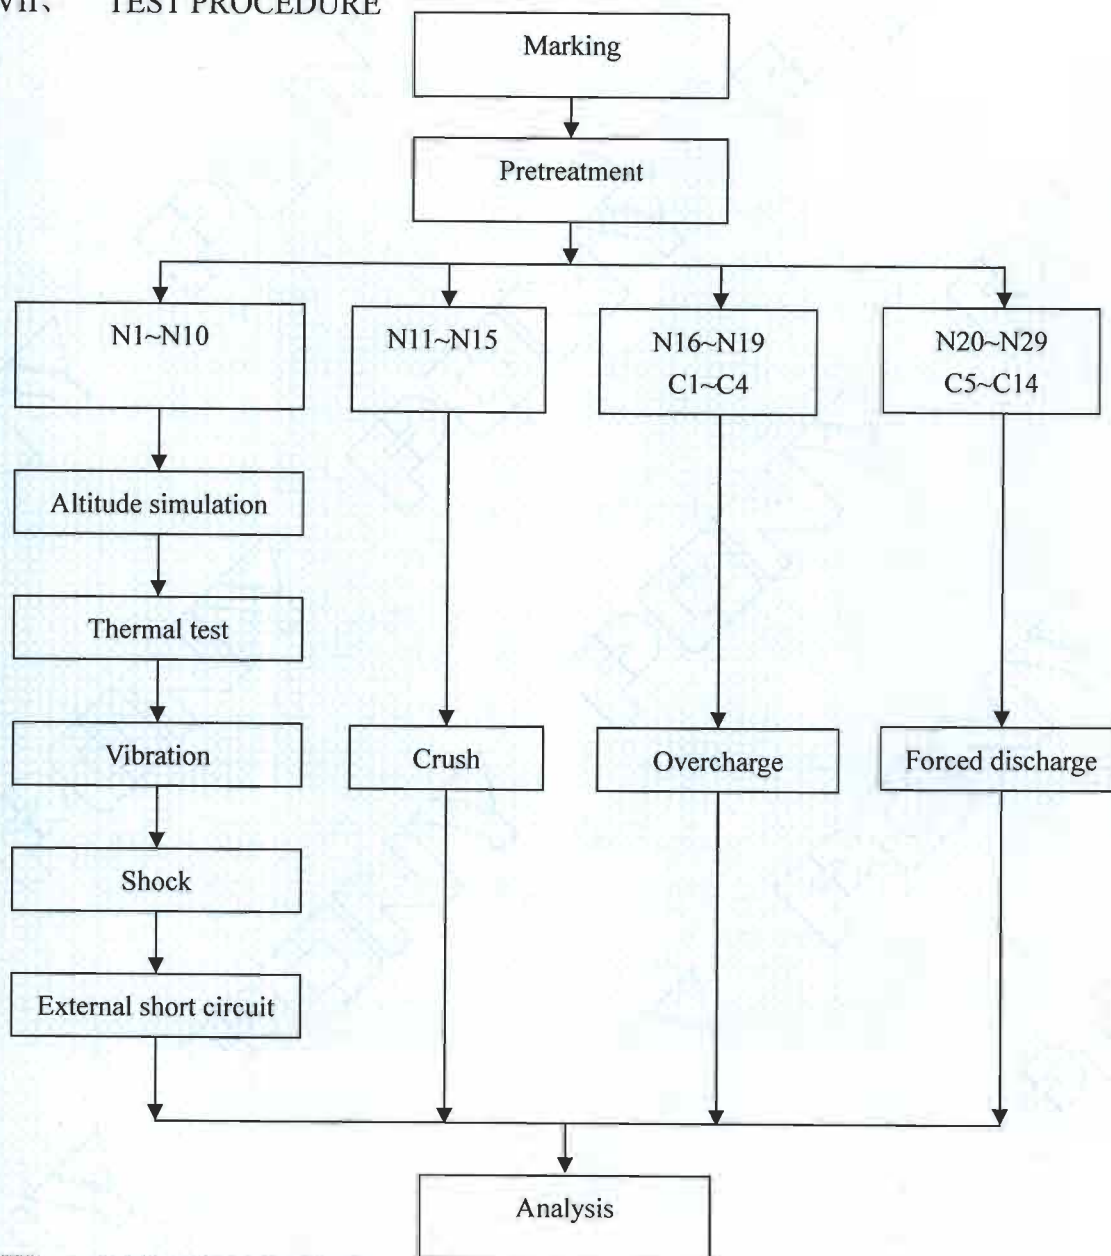 VII、 TEST PROCEDURE
Marking
Pretreatment
N1~N10
N11~N15
N16~N19
C1~C4
N20~N29
C5~C14
Altitude simulation
Thermal test
Vibration
Crush
Overcharge
Forced discharge
Shock
External short circuit
Analysis